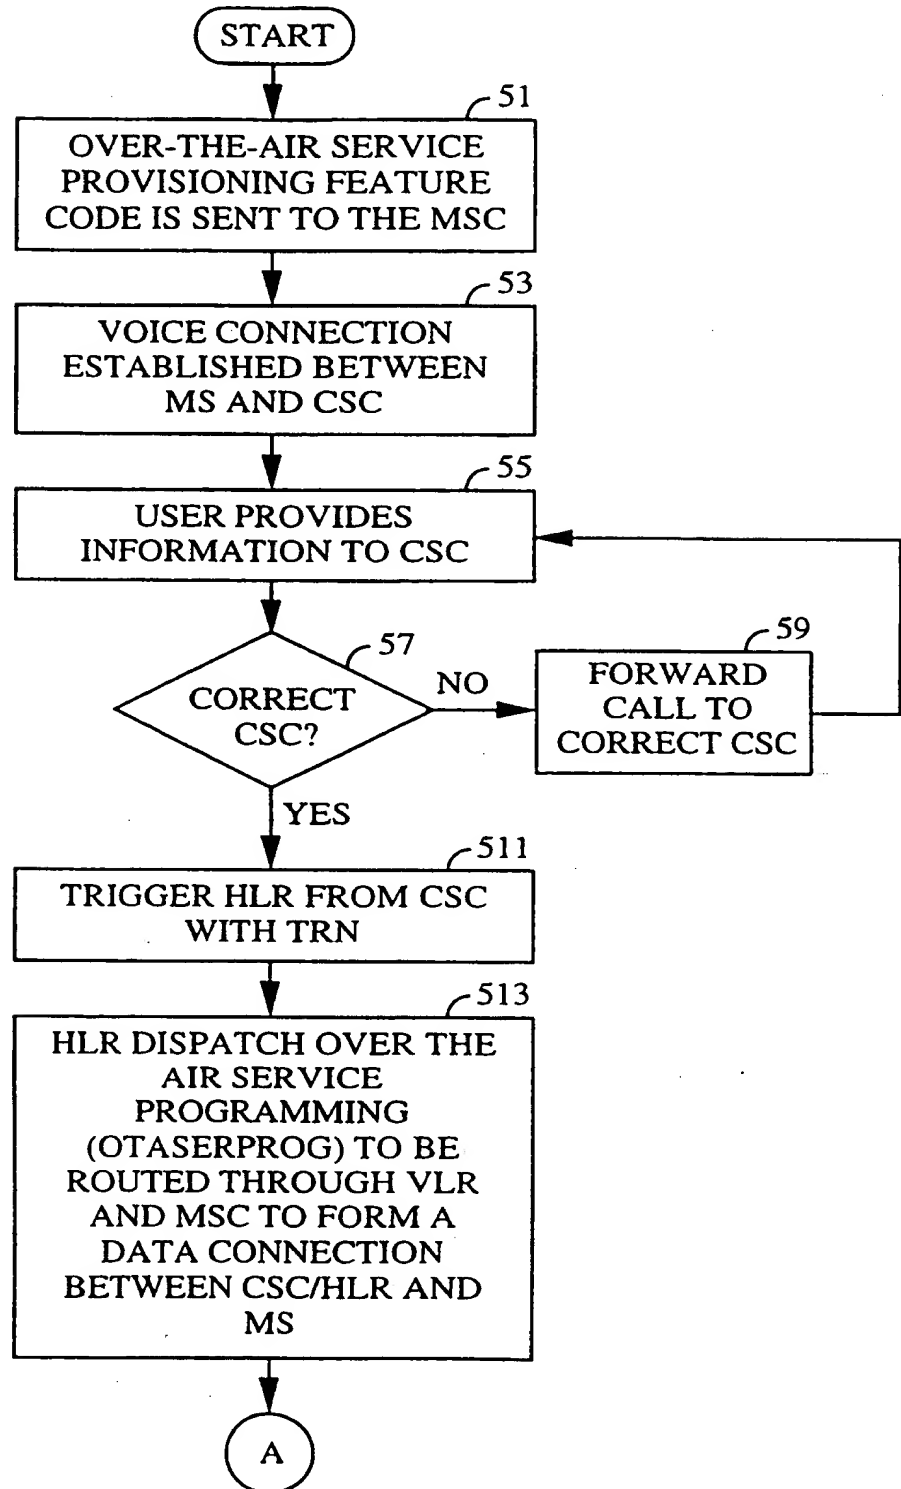 START
51
OVER-THE-AIR SERVICE
PROVISIONING FEATURE
CODE IS SENT TO THE MSC
53
VOICE CONNECTION
ESTABLISHED BETWEEN
MS AND CSC
55
USER PROVIDES
INFORMATION TO CSC
57
CORRECT
CSC?
NO
59
FORWARD
CALL TO
CORRECT CSC
YES
511
TRIGGER HLR FROM CSC
WITH TRN
513
HLR DISPATCH OVER THE
AIR SERVICE
PROGRAMMING
(OTASERPROG) TO BE
ROUTED THROUGH VLR
AND MSC TO FORM A
DATA CONNECTION
BETWEEN CSC/HLR AND
MS
A